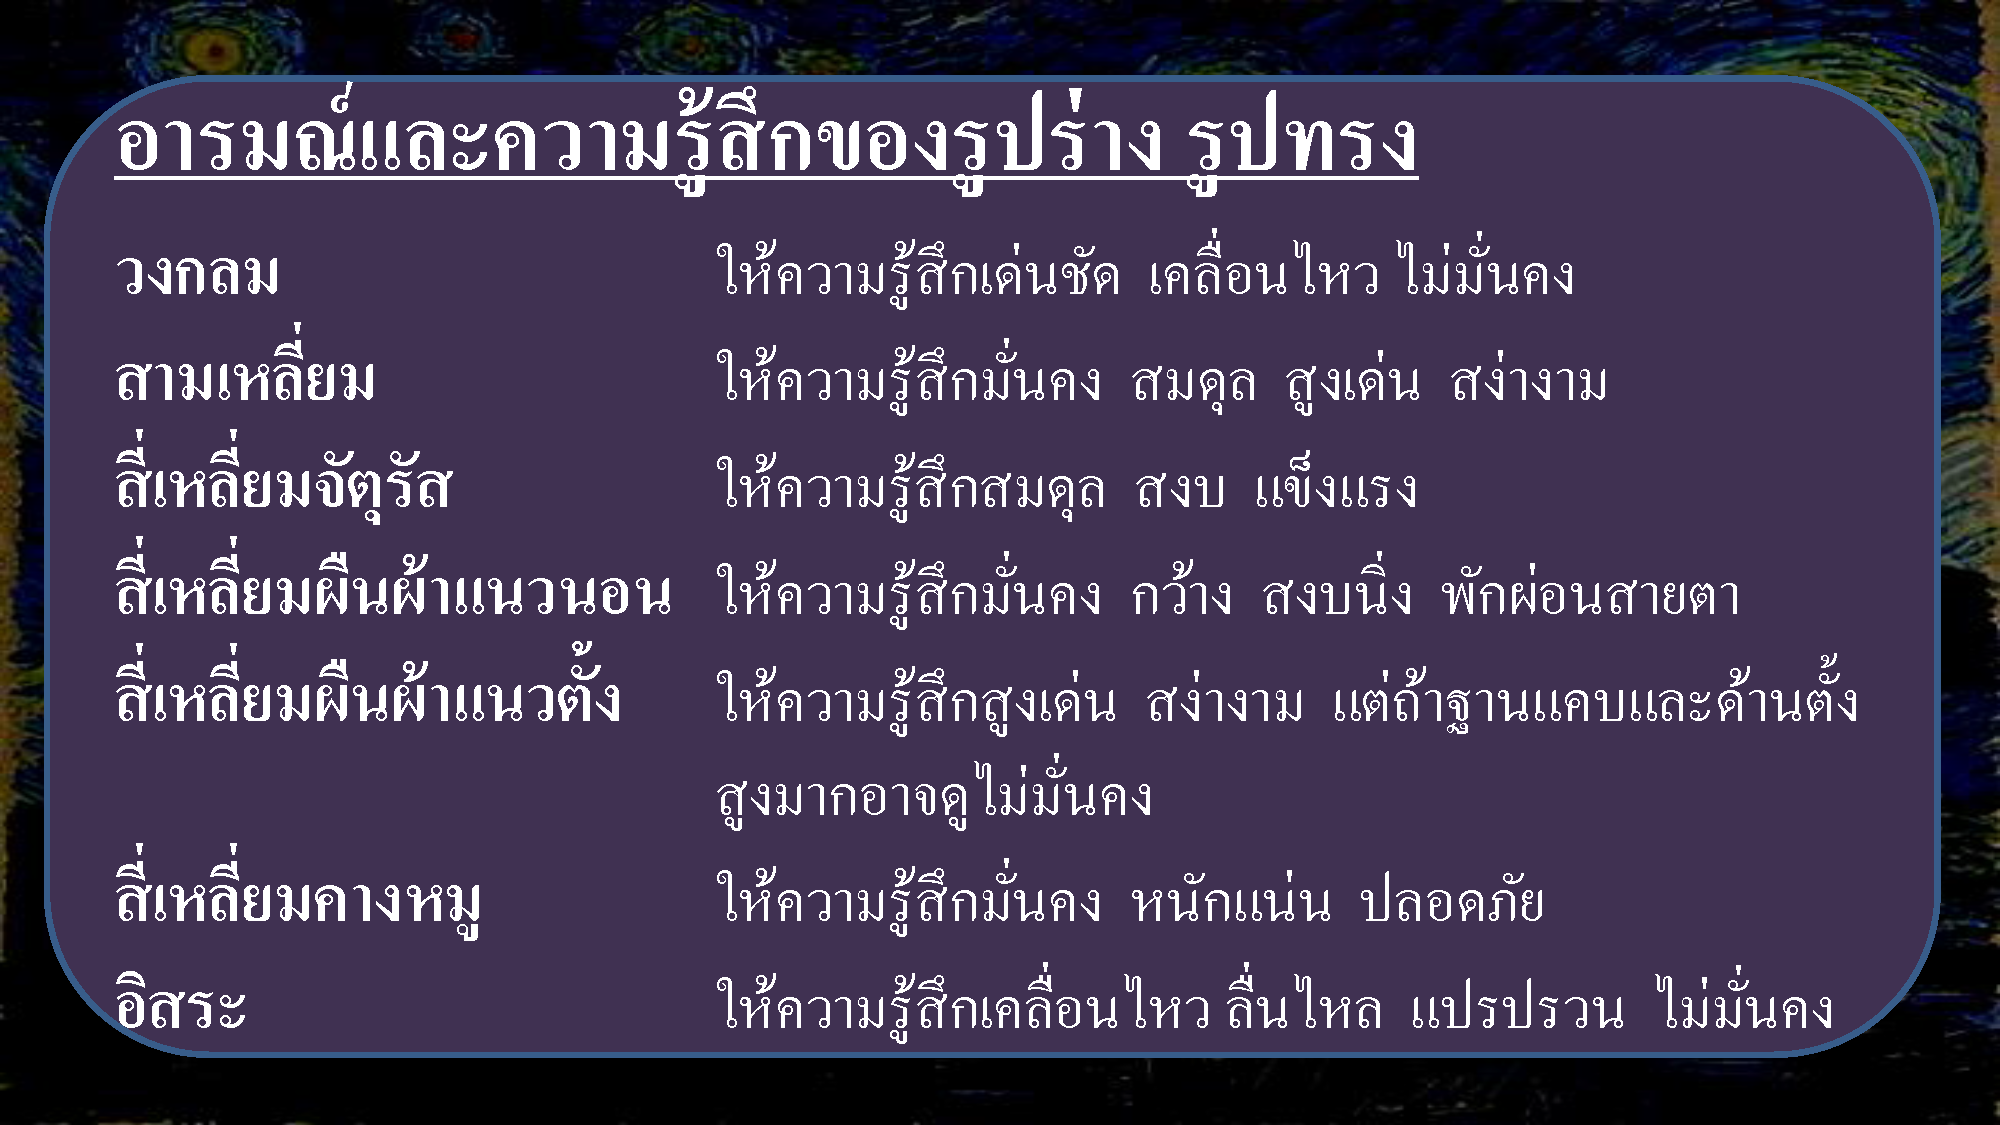 อารมณ์และความรู้สึกของรูปร่าง รูปทรง
วงกลม ให้ความรู้สึกเด่นชัด เคลื่อนไหว ไม่มั่นคง
สามเหลี่ยม ให้ความรู้สึกมั่นคง สมดุล สูงเด่น สง่างาม
สี่เหลี่ยมจัตุรัส ให้ความรู้สึกสมดุล สงบ แข็งแรง
สี่เหลี่ยมผืนผ้าแนวนอน ให้ความรู้สึกมั่นคง กว้าง สงบนิ่ง พักผ่อนสายตา
สี่เหลี่ยมผืนผ้าแนวตั้ง ให้ความรู้สึกสูงเด่น สง่างาม แต่ถ้าฐานแคบและด้านตั้ง
สูงมากอาจดูไม่มั่นคง
สี่เหลี่ยมคางหมู ให้ความรู้สึกมั่นคง หนักแน่น ปลอดภัย
อิสระ ให้ความรู้สึกเคลื่อนไหว ลื่นไหล แปรปรวน ไม่มั่นคง